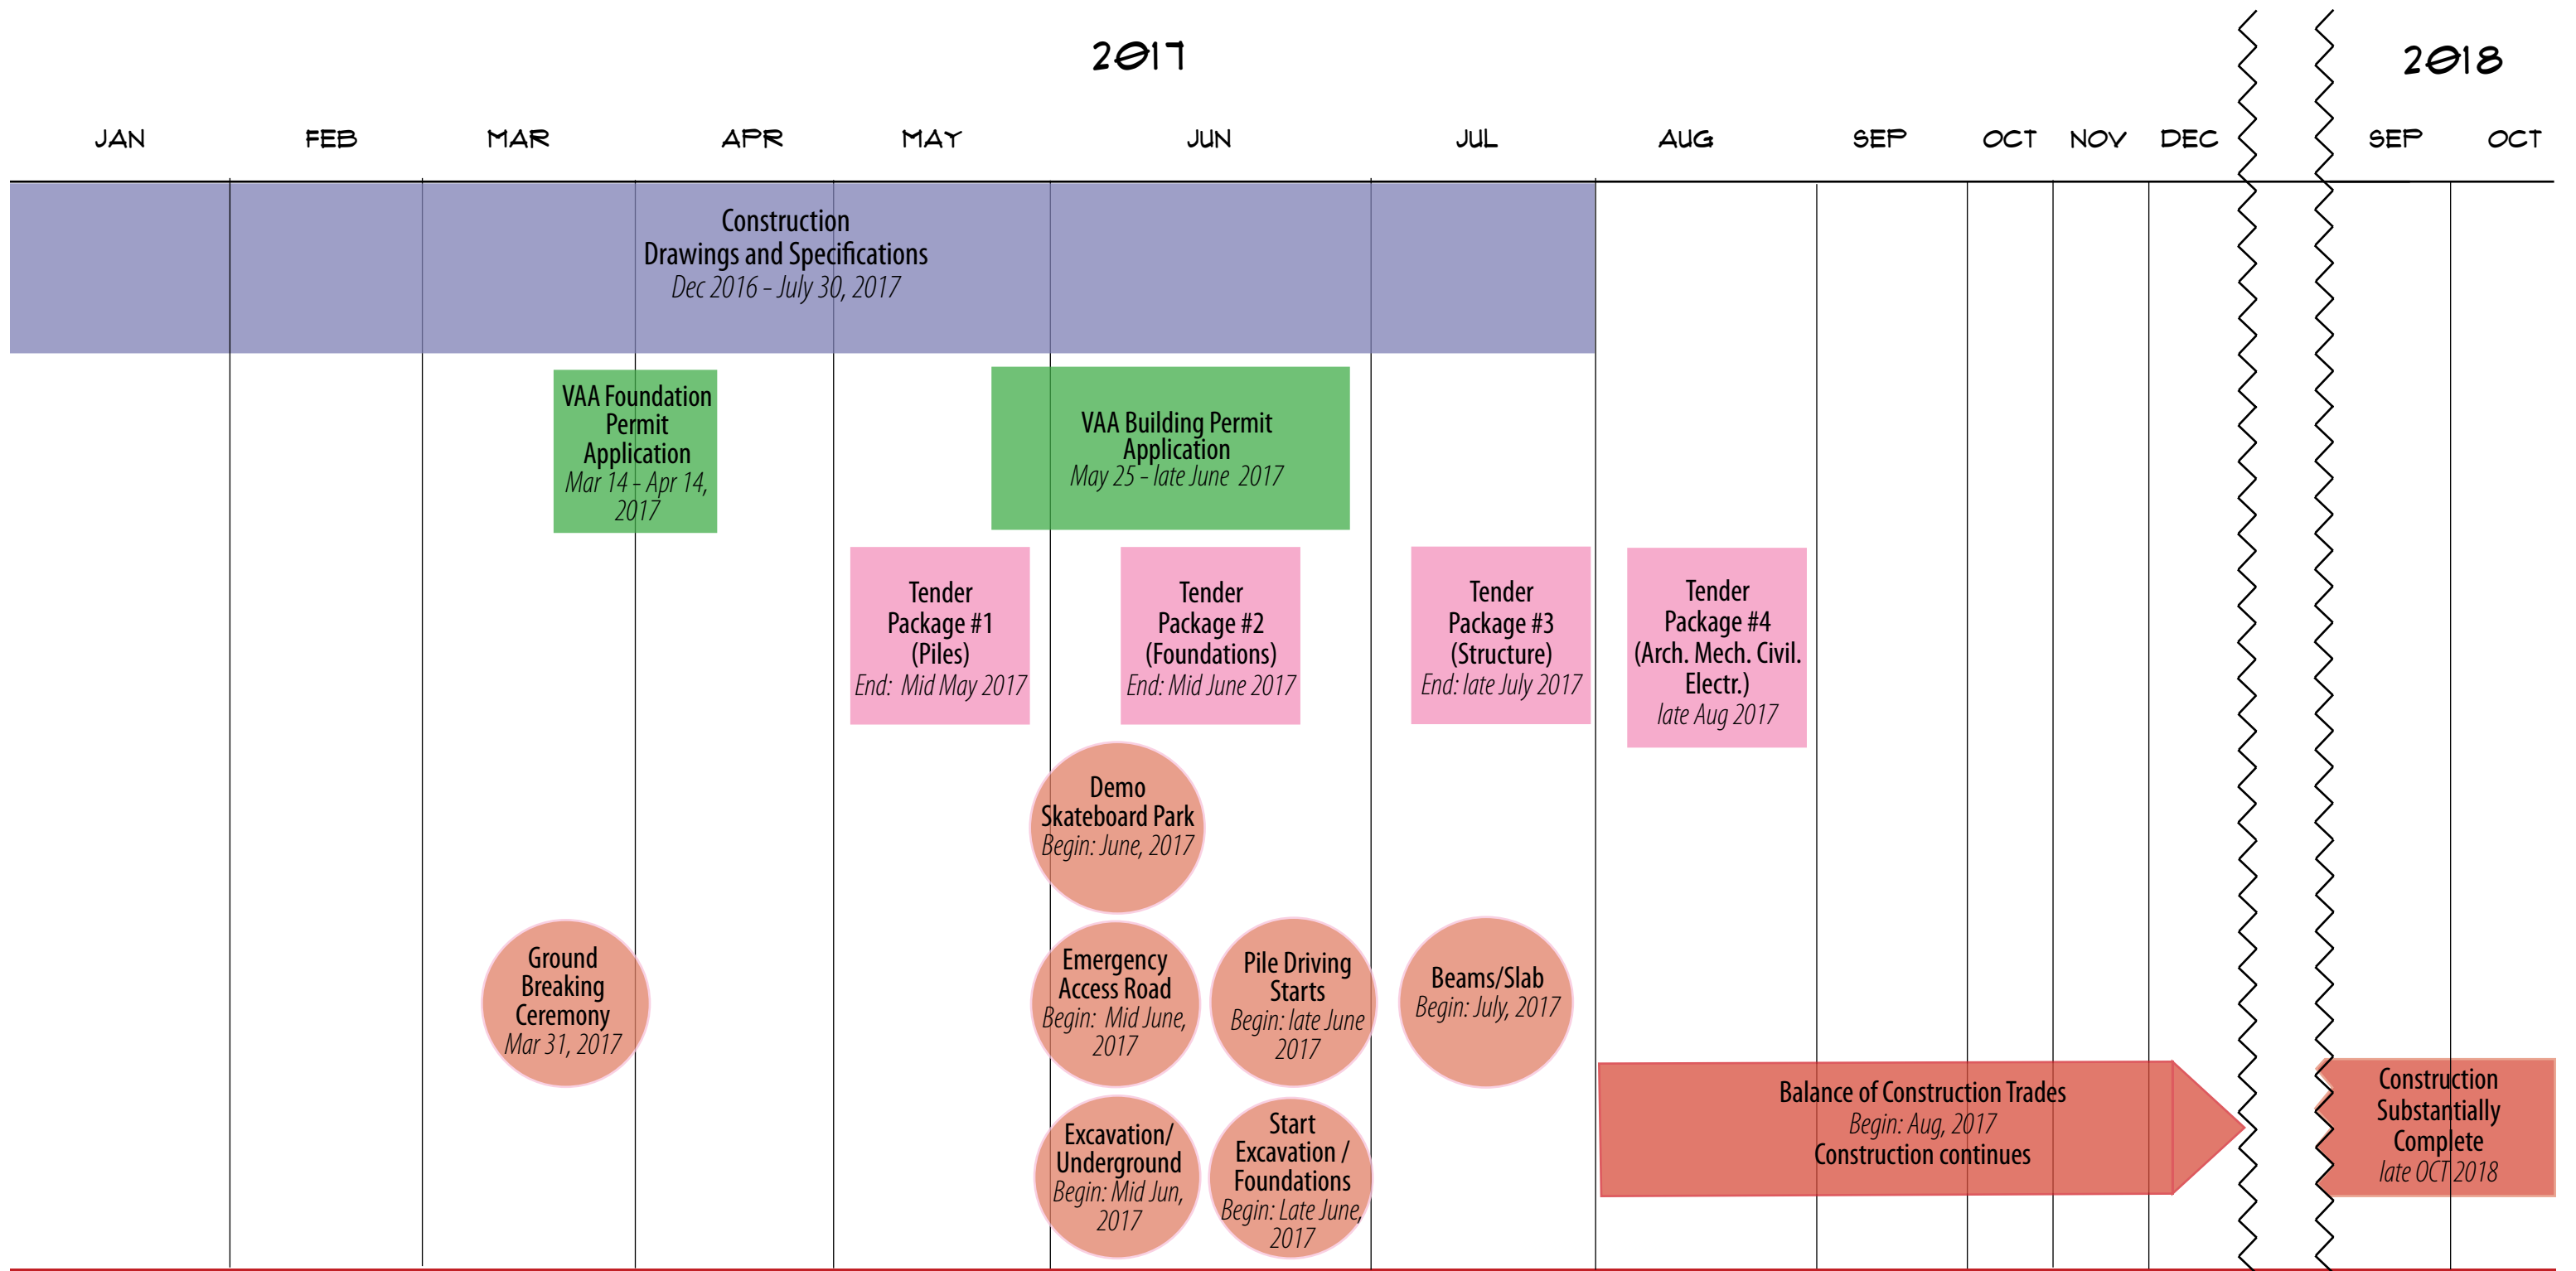 2017
2018
JAN
FEB
MAR
APR
MAY
JUN
JUL
AUG
SEP
OCT
NOV
DEC
SEP
OCT
Construction
Drawings and Specifications
Dec 2016 - July 30, 2017
VAA Foundation
Permit
Application
Mar 14 - Apr 14,
2017
VAA Building Permit
Application
May 25 - late June 2017
Tender
Package #1
(Piles)
End: Mid May 2017
Tender
Package #2
(Foundations)
End: Mid June 2017
Tender
Package #3
(Structure)
End: late July 2017
Tender
Package #4
(Arch. Mech. Civil.
Electr.)
late Aug 2017
Demo
Skateboard Park
Begin: June, 2017
Ground
Breaking
Ceremony
Mar 31, 2017
Emergency
Access Road
Begin: Mid June,
2017
Pile Driving
Starts
Begin: late June
2017
Beams/Slab
Begin: July, 2017
Excavation/
Underground
Begin: Mid Jun,
2017
Start
Excavation /
Foundations
Begin: Late June,
2017
Balance of Construction Trades
Begin: Aug, 2017
Construction continues
Construction
Substantially
Complete
late OCT 2018